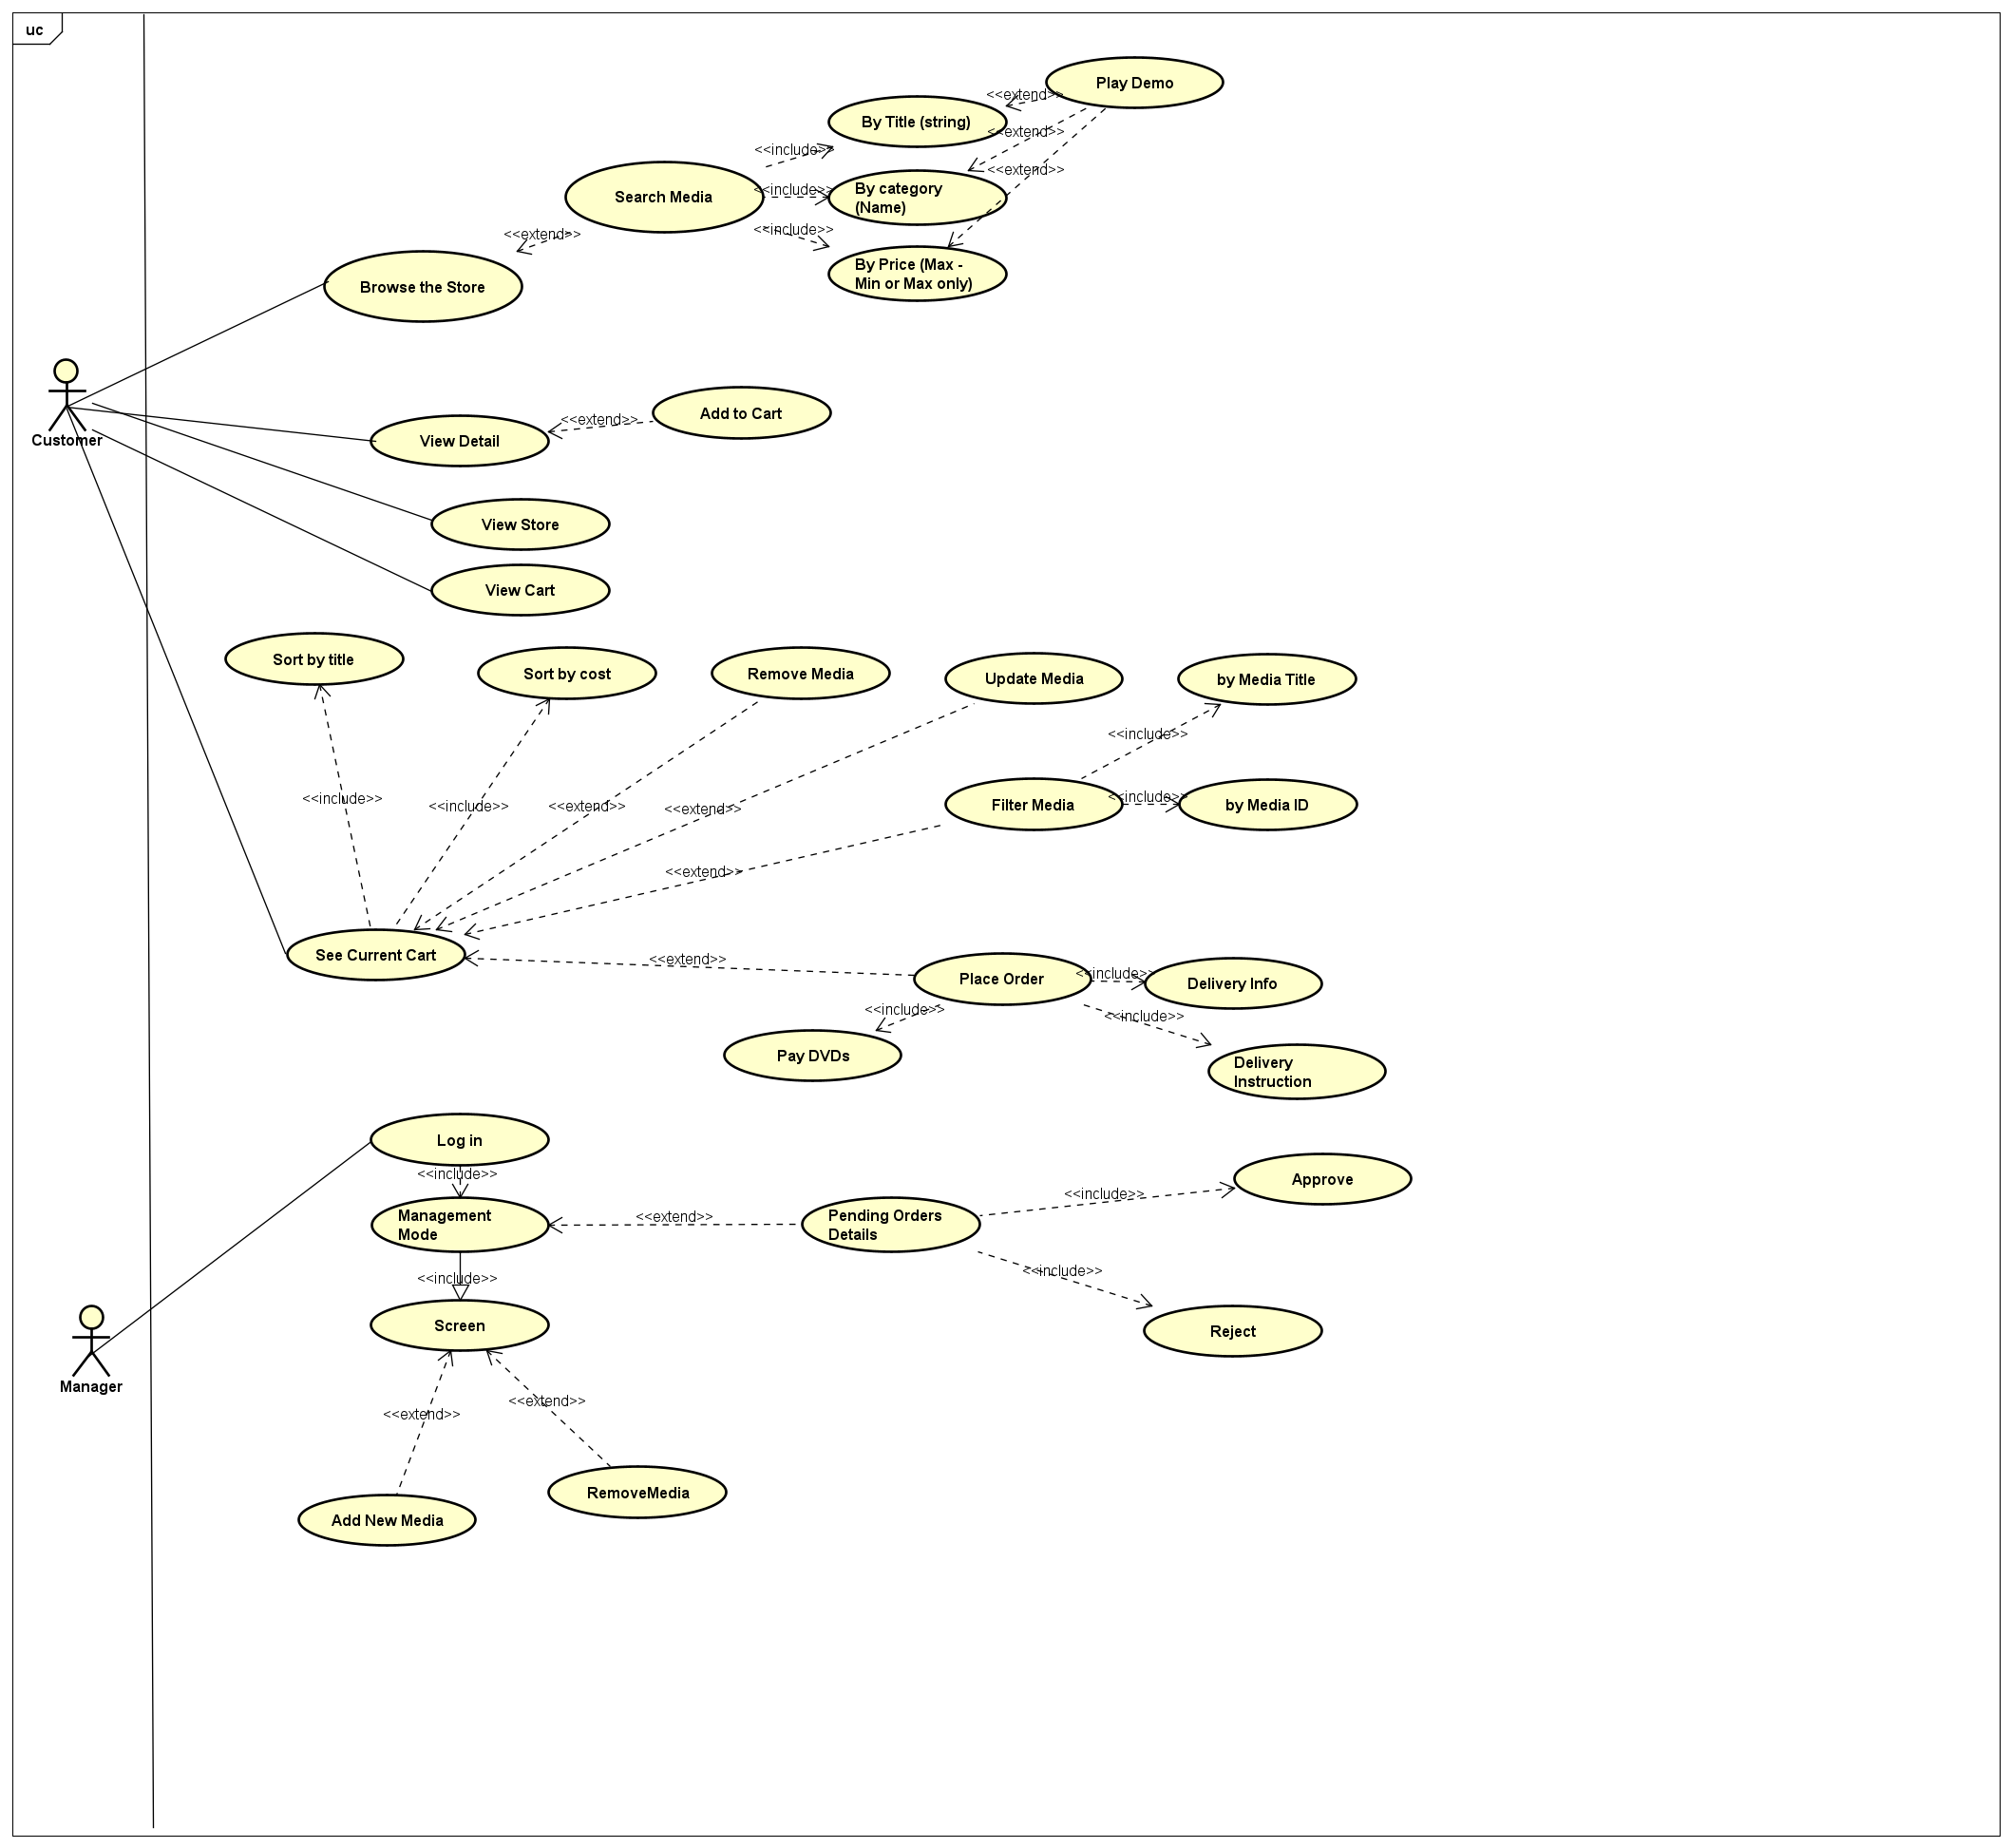 uc
Play Demo
<<extend>>
By Title (string)
<<extend>>
<<include>>
<<extend>>
Search Media
<<include>>
By category
(Name)
<<extend>>
<<include>>
By Price (Max -
Min or Max only)
Browse the Store
Customer
View Detail
<<extend>>
Add to Cart
View Store
View Cart
Sort by title
Sort by cost
Remove Media
Update Media
by Media Title
<<include>>
<<include>>
<<include>>
<<extend>>
<<extend>>
Filter Media
<<include>>
by Media ID
<<extend>>
See Current Cart
<<extend>>
Place Order
<<include>>
Delivery Info
<<include>>
<<include>>
Pay DVDs
Delivery
Instruction
Log in
<<include>>
Management
Mode
<<extend>>
Pending Orders
Details
<<include>>
Approve
<<include>>
<<include>>
Screen
Reject
Manager
<<extend>>
<<extend>>
RemoveMedia
Add New Media